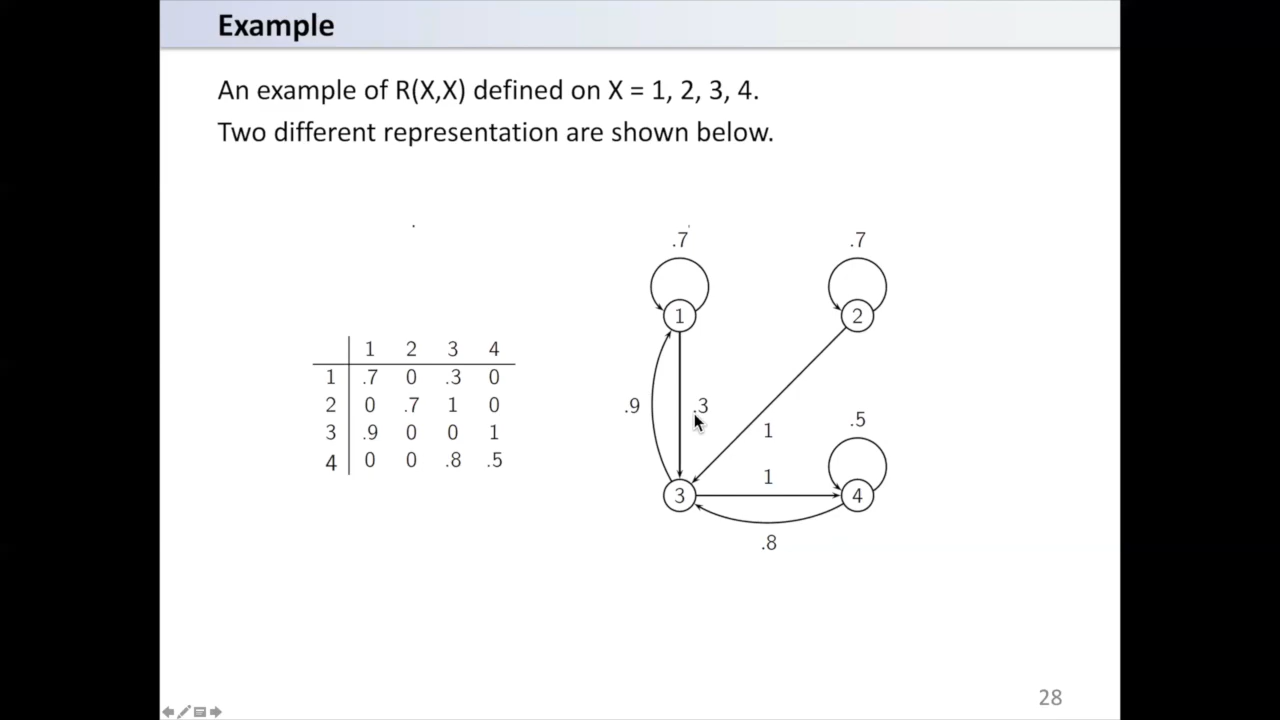 Example
An example of R(X,X) defined on X = 1, 2, 3, 4.
Two different representation are shown below.
1 2 3 4
1 .7 0 .3 0
2 0 .7 1 0
3 .9 0 0 1
4 0 0 .8 .5
.7 .7
1 2
.9 .3
1
.5
1
3 4
.8
28